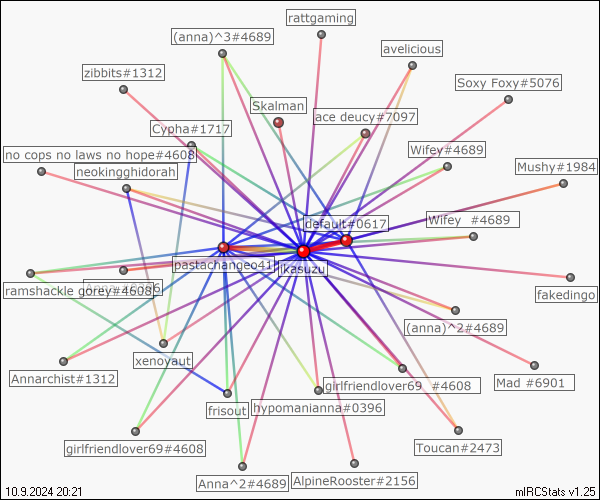 rattgaming
(anna)^3#4689
avelicious
zibbits#1312
Soxy Foxy#5076
Skalman
ace deucy#7097
Cypha#1717
Wifey#4689
no cops no laws no hope#4608
neokingghidorah
Mushy#1984
default#0617
Wifey #4689
pastachangeo41
ikasuzu
ramshackle gorey#4608
fakedingo
(anna)^2#4689
xenovaut
Annarchist#1312
girlfriendlover69 #4608
Mad #6901
frisout
hypomanianna#0396
girlfriendlover69#4608
Toucan#2473
Anna^2#4689
AlpineRooster#2156
10.9.2024 20:21
mIRCStats v1.25